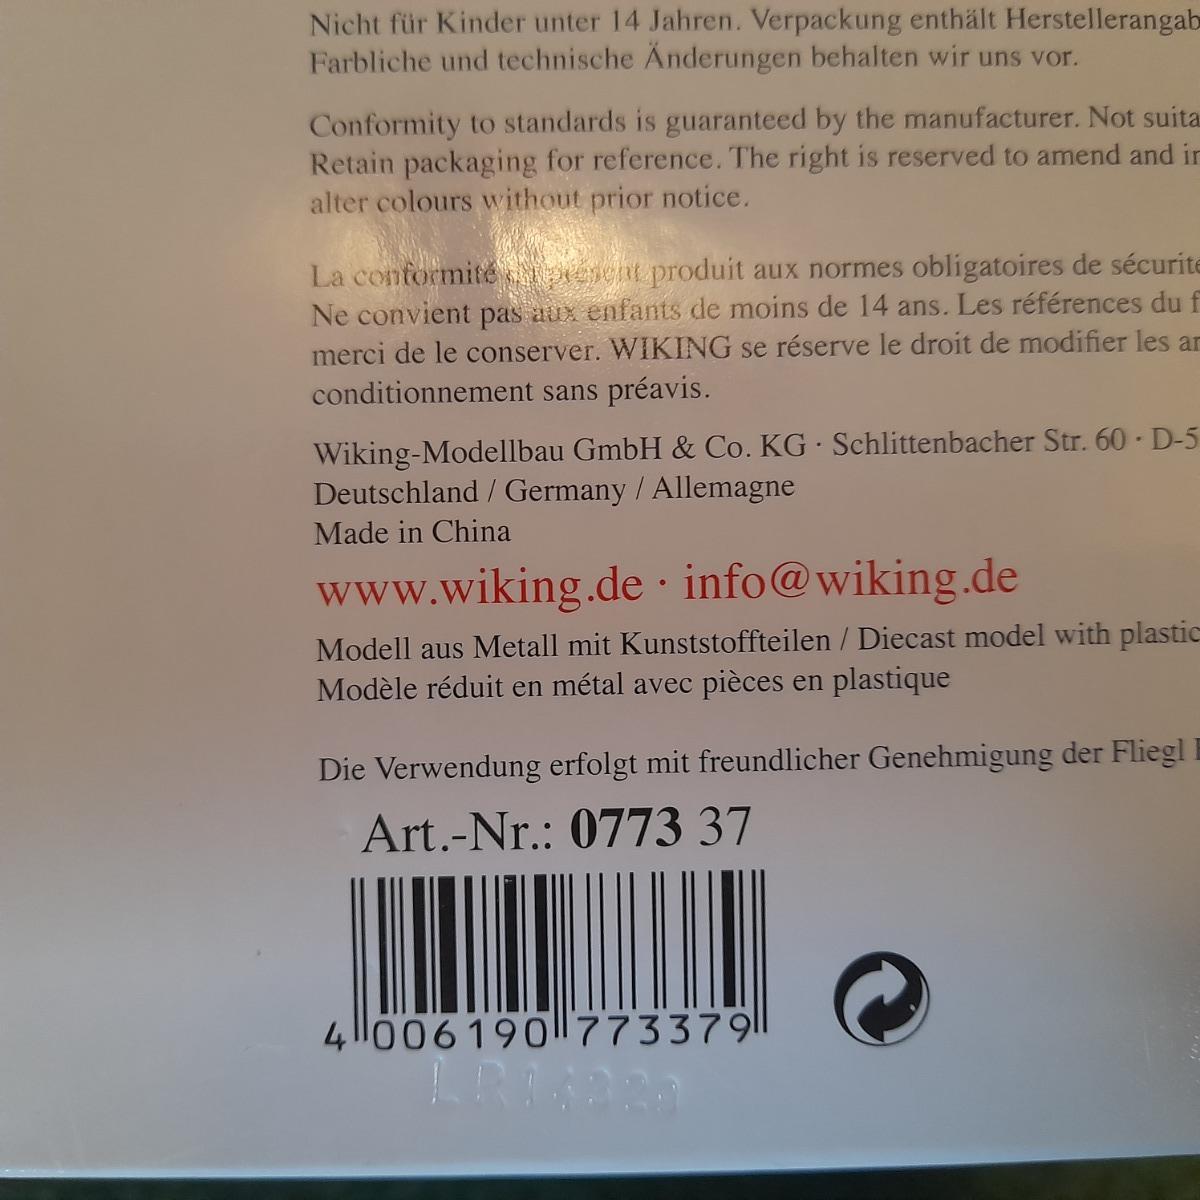 Nicht für Kinder unter 14 Jahren. Verpackung enthält Herstellerangab
Farbliche und technische Änderungen behalten wir uns vor.
Conformity to standards is guaranteed by the manufacturer. Not suita
Retain packaging for reference. The right is reserved to amend and in
alter colours without prior notice.
La conformité du présent produit aux normes obligatoires de sécurité
Ne convient pas aux enfants de moins de 14 ans. Les références du f
merci de le conserver. WIKING se réserve le droit de modifier les ar
conditionnement sans préavis.
Wiking-Modellbau GmbH & Co. KG · Schlittenbacher Str. 60 · D-5
Deutschland / Germany / Allemagne
Made in China
www.wiking.de · info@wiking.de
Modell aus Metall mit Kunststoffteilen / Diecast model with plastic
Modèle réduit en métal avec pièces en plastique
Die Verwendung erfolgt mit freundlicher Genehmigung der Fliegl
Art.-Nr.: 0773 37
4 006190 773379